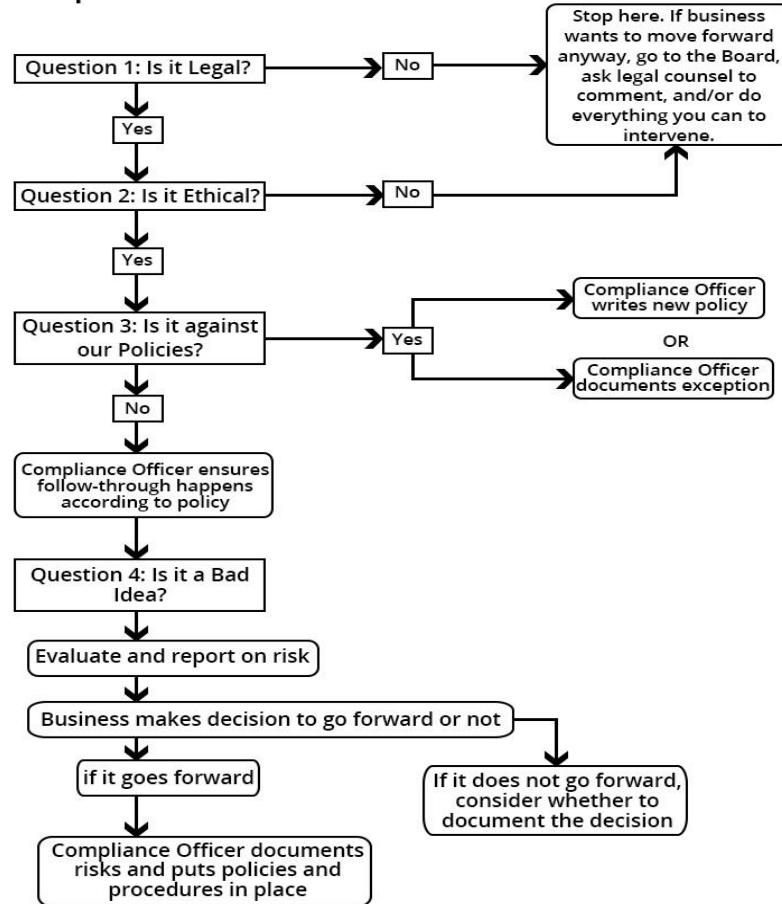 Stop here. If business
wants to move forward
anyway, go to the Board,
ask legal counsel to
comment, and/or do
everything you can to
intervene.
Question 1: Is it Legal?
No
Yes
Question 2: Is it Ethical?
No
Yes
Question 3: Is it against
our Policies?
Yes
Compliance Officer
writes new policy
OR
Compliance Officer
documents exception
No
Compliance Officer ensures
follow-through happens
according to policy
Question 4: Is it a Bad
Idea?
Evaluate and report on risk
Business makes decision to go forward or not
if it goes forward
If it does not go forward,
consider whether to
document the decision
Compliance Officer documents
risks and puts policies and
procedures in place